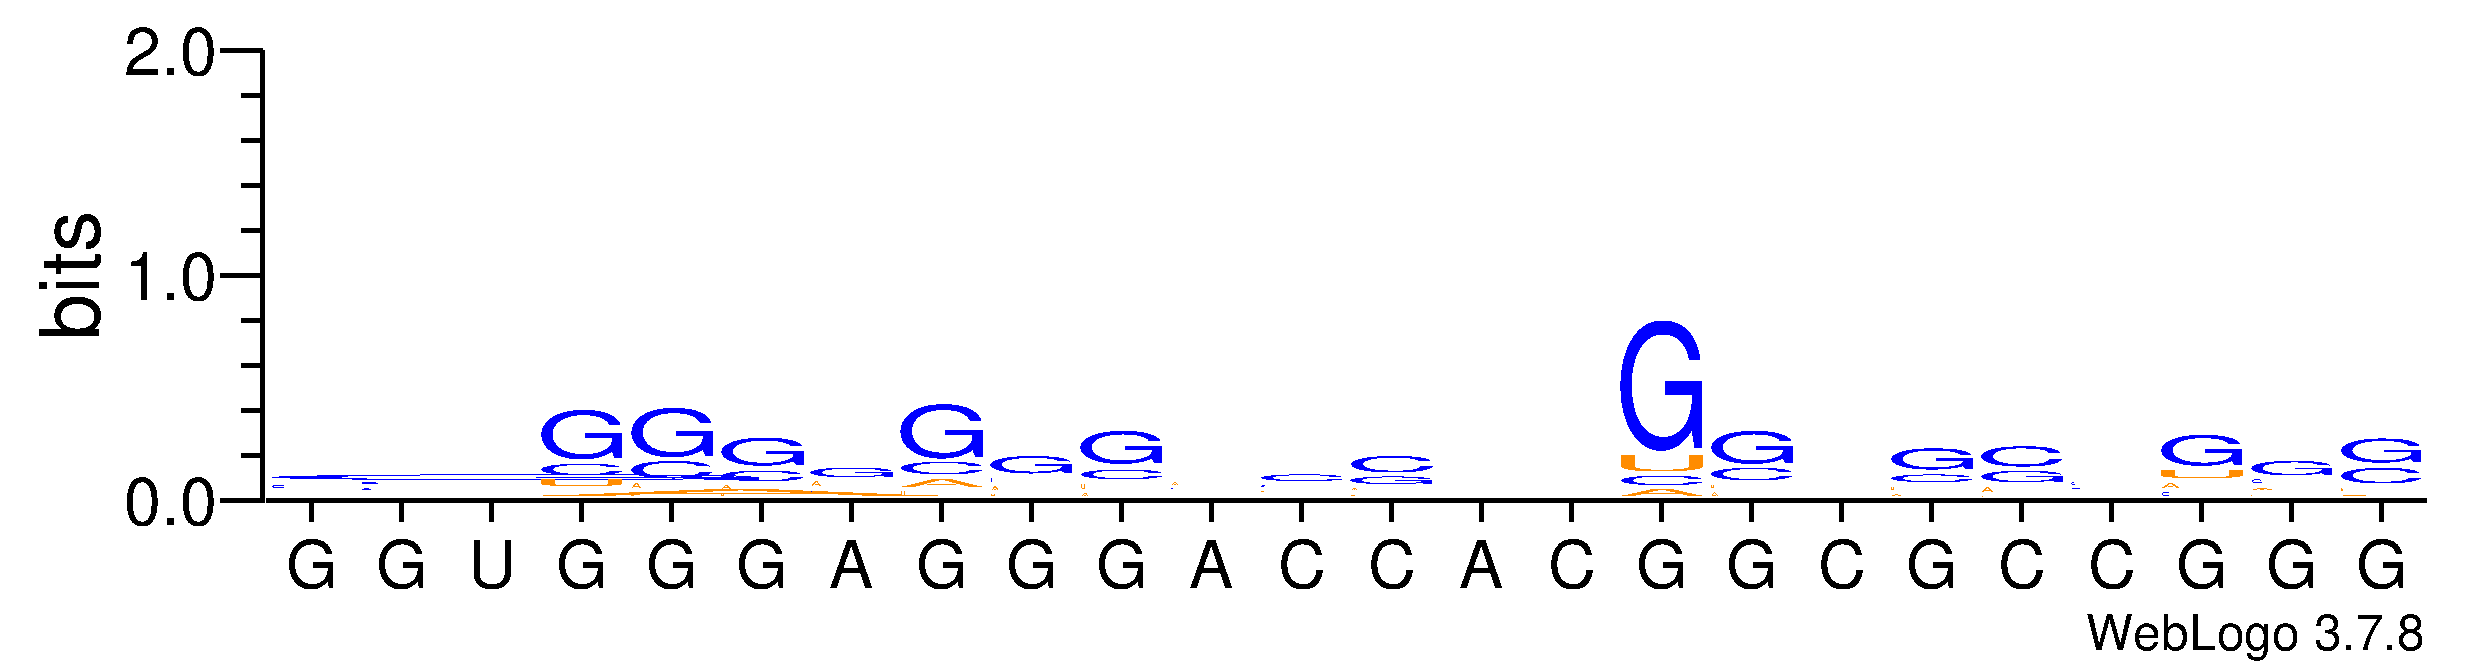 2.0
1.0
0.0
bits
G G G G G G G G G C G C G G G
C C C C C C G C C G U C
U A U A
A
G G U G G G A G G G A C C A C G G C G C C G G G
WebLogo 3.7.8